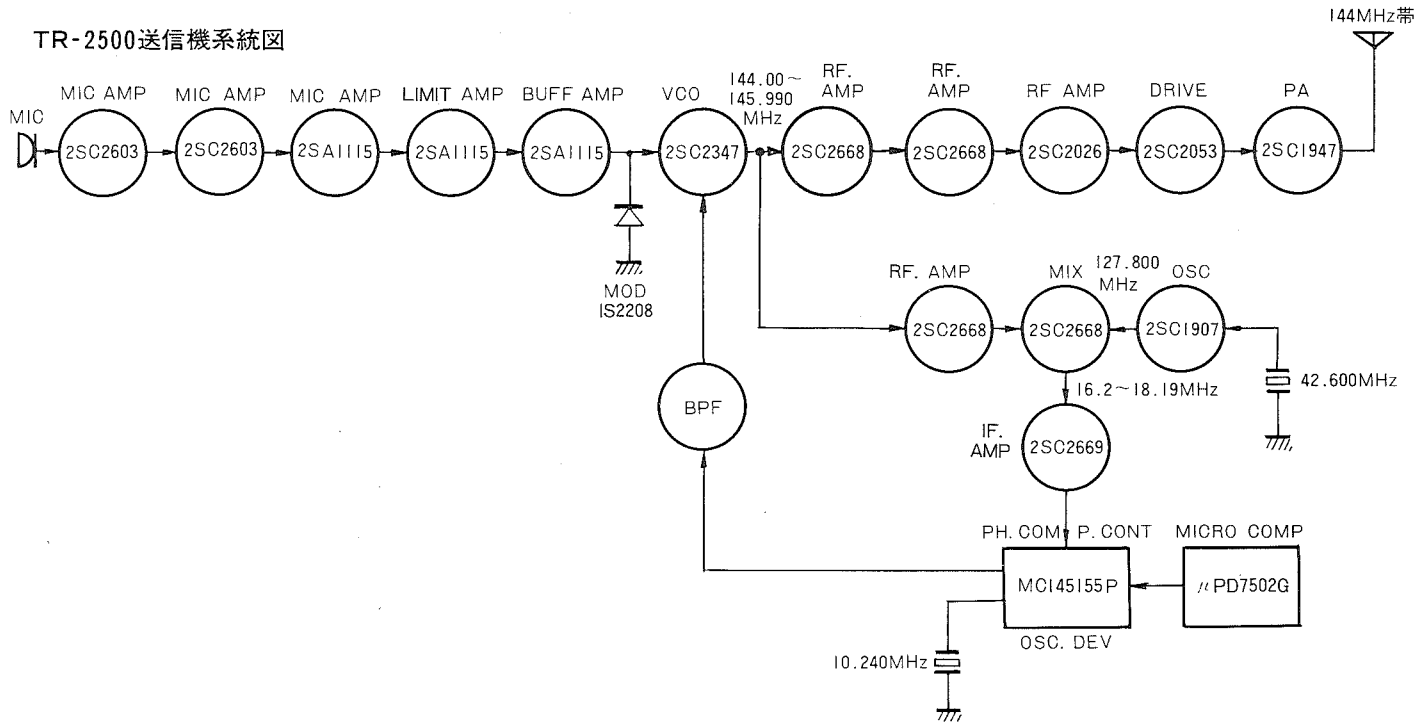 144MHz帯
TR-2500送信機系統図
MIC
MIC AMP
2SC2603
MIC AMP
2SC2603
MIC AMP
2SA1115
LIMIT AMP
2SA1115
BUFF AMP
2SA1115
MOD
IS2208
VCO
2SC2347
144.00~
145.990
MHz
RF.
AMP
2SC2668
RF.
AMP
2SC2668
RF AMP
2SC2026
DRIVE
2SC2053
PA
2SC1947
RF. AMP
2SC2668
MIX
2SC2668
127.800
MHz
OSC
2SC1907
42.600MHz
16.2~18.19MHz
BPF
IF.
AMP
2SC2669
PH. COM P. CONT
MC145155P
OSC. DEV
MICRO COMP
μPD7502G
10.240MHz